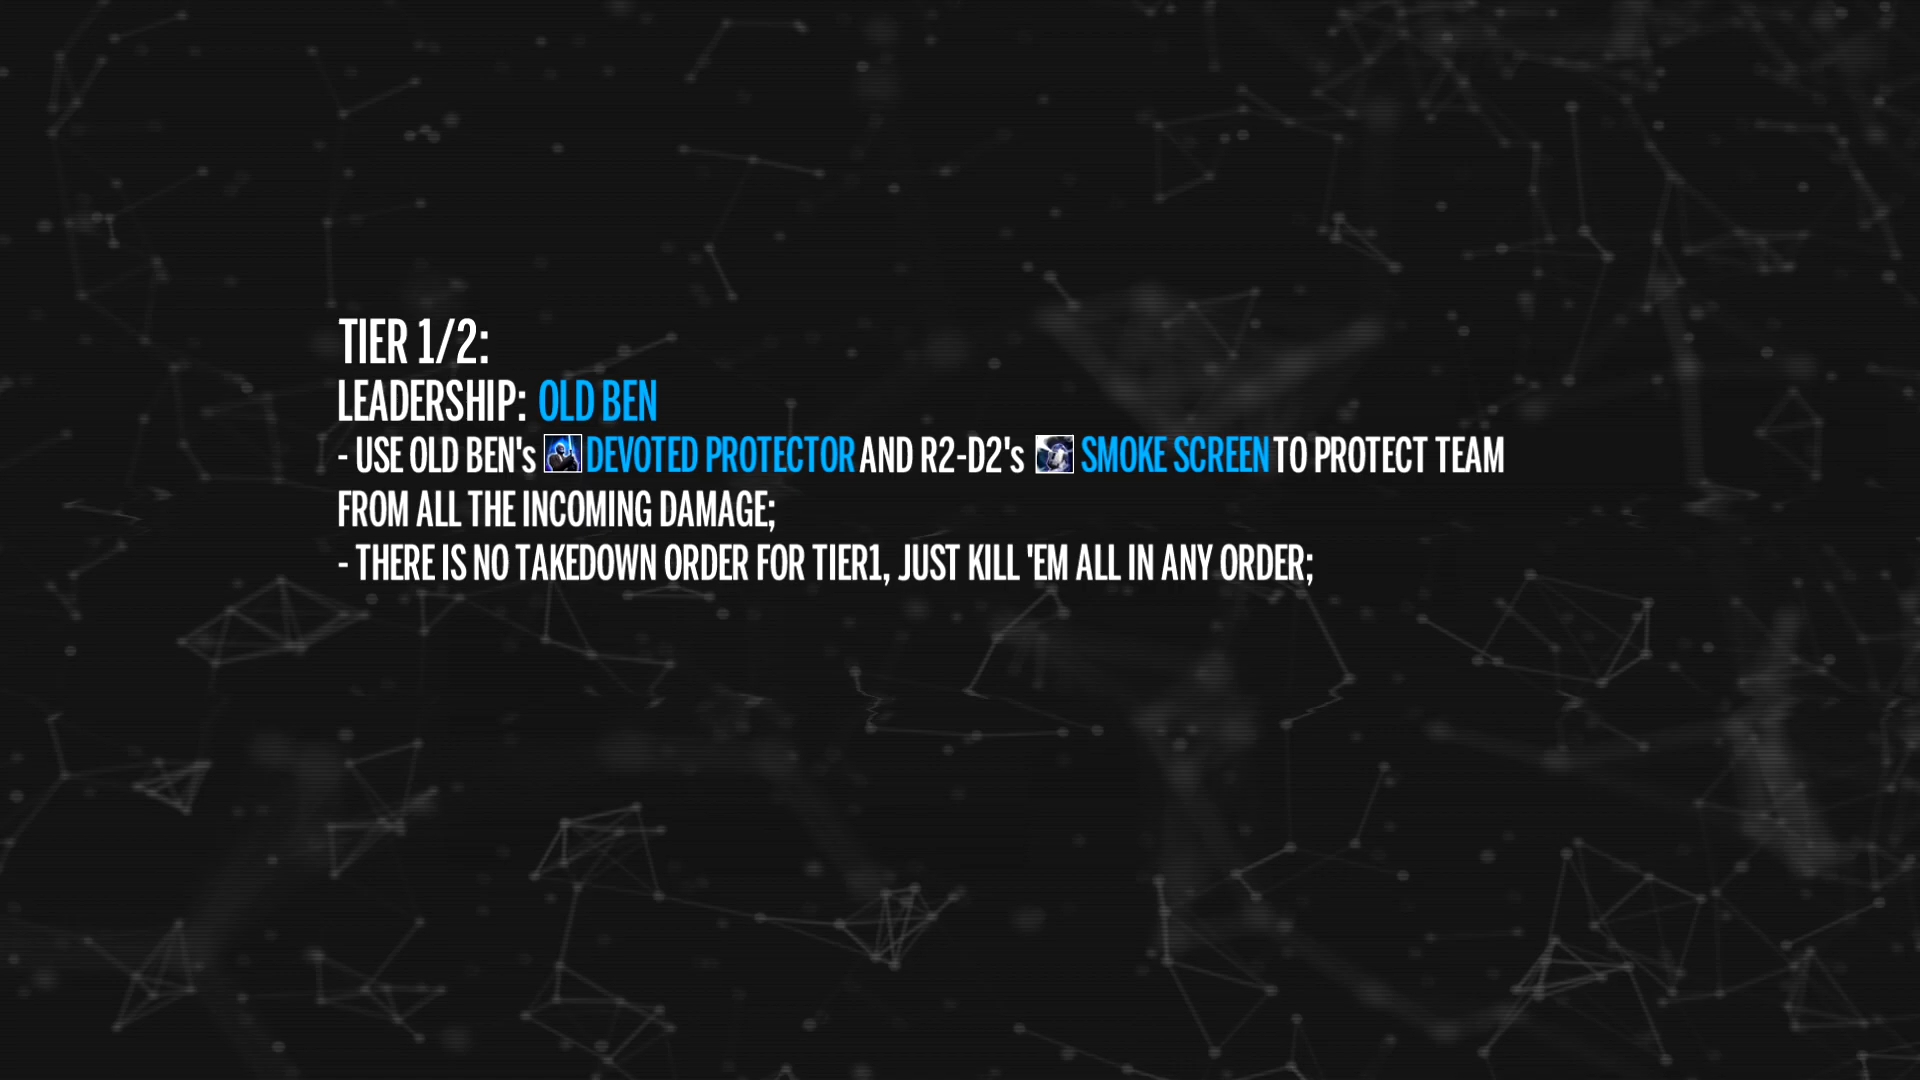 TIER 1/2:
LEADERSHIP: OLD BEN
- USE OLD BEN's DEVOTED PROTECTOR AND R2-D2's SMOKE SCREEN TO PROTECT TEAM
FROM ALL THE INCOMING DAMAGE;
- THERE IS NO TAKEDOWN ORDER FOR TIER1, JUST KILL 'EM ALL IN ANY ORDER;